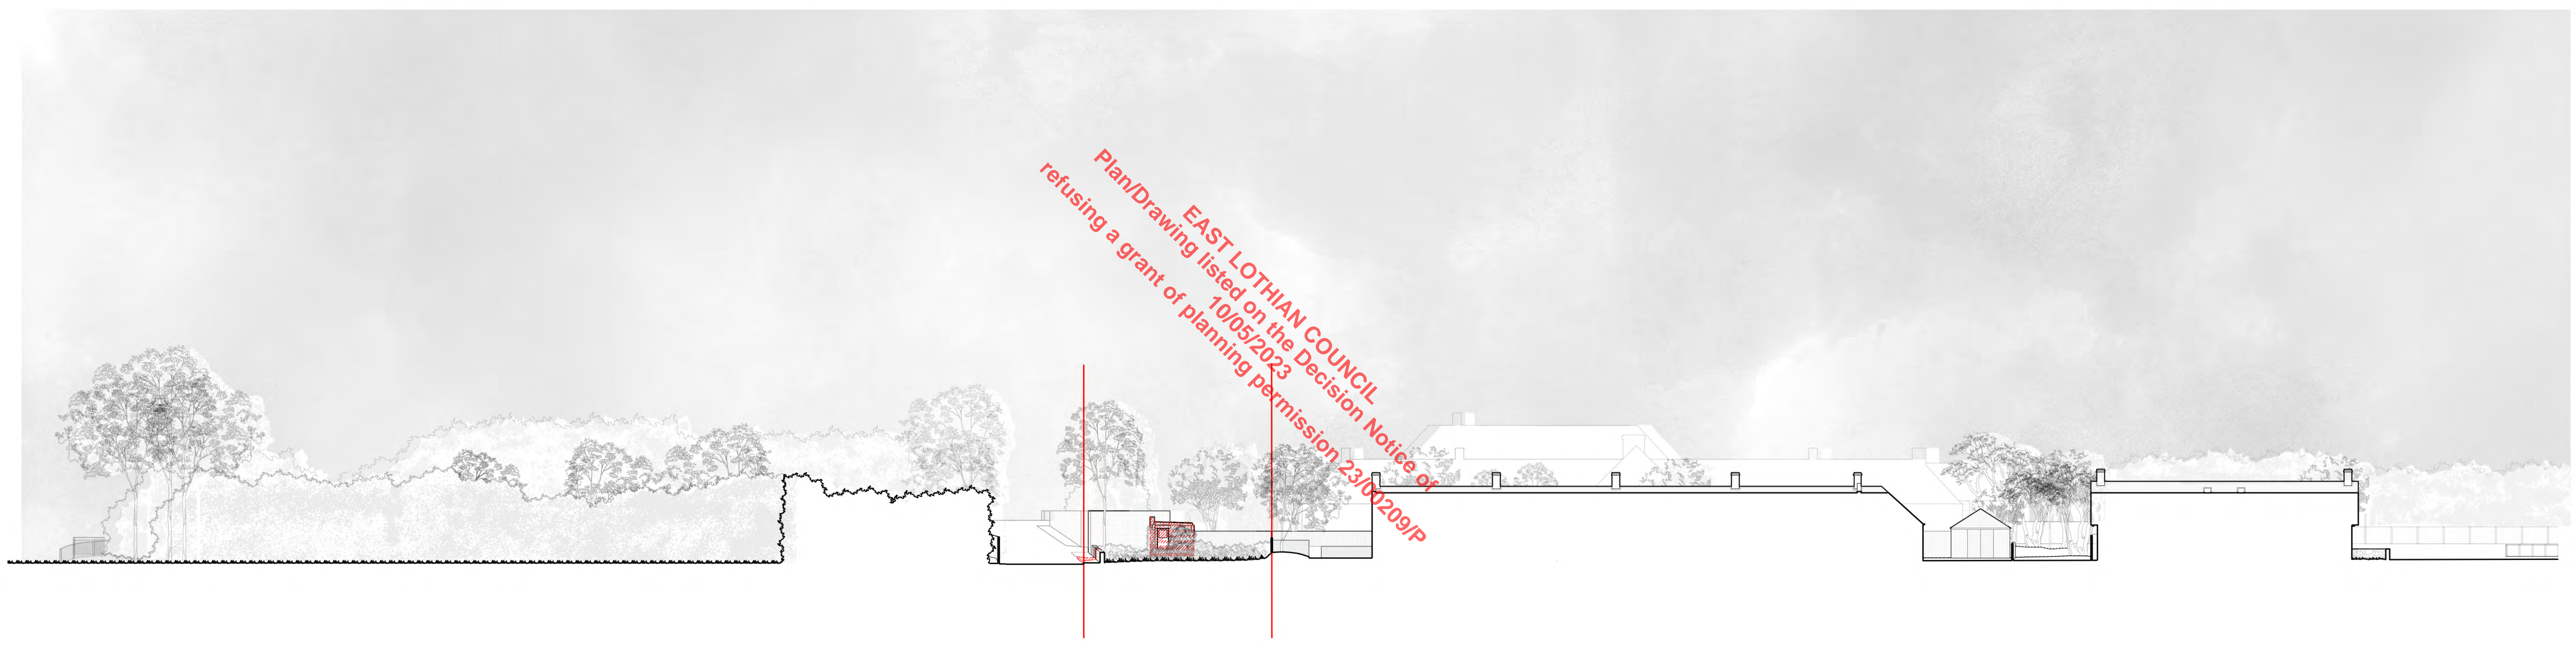 EAST LOTHIAN COUNCIL
Plan/Drawing listed on the Decision Notice of
10/05/2023
refusing a grant of planning permission 23/00209/P